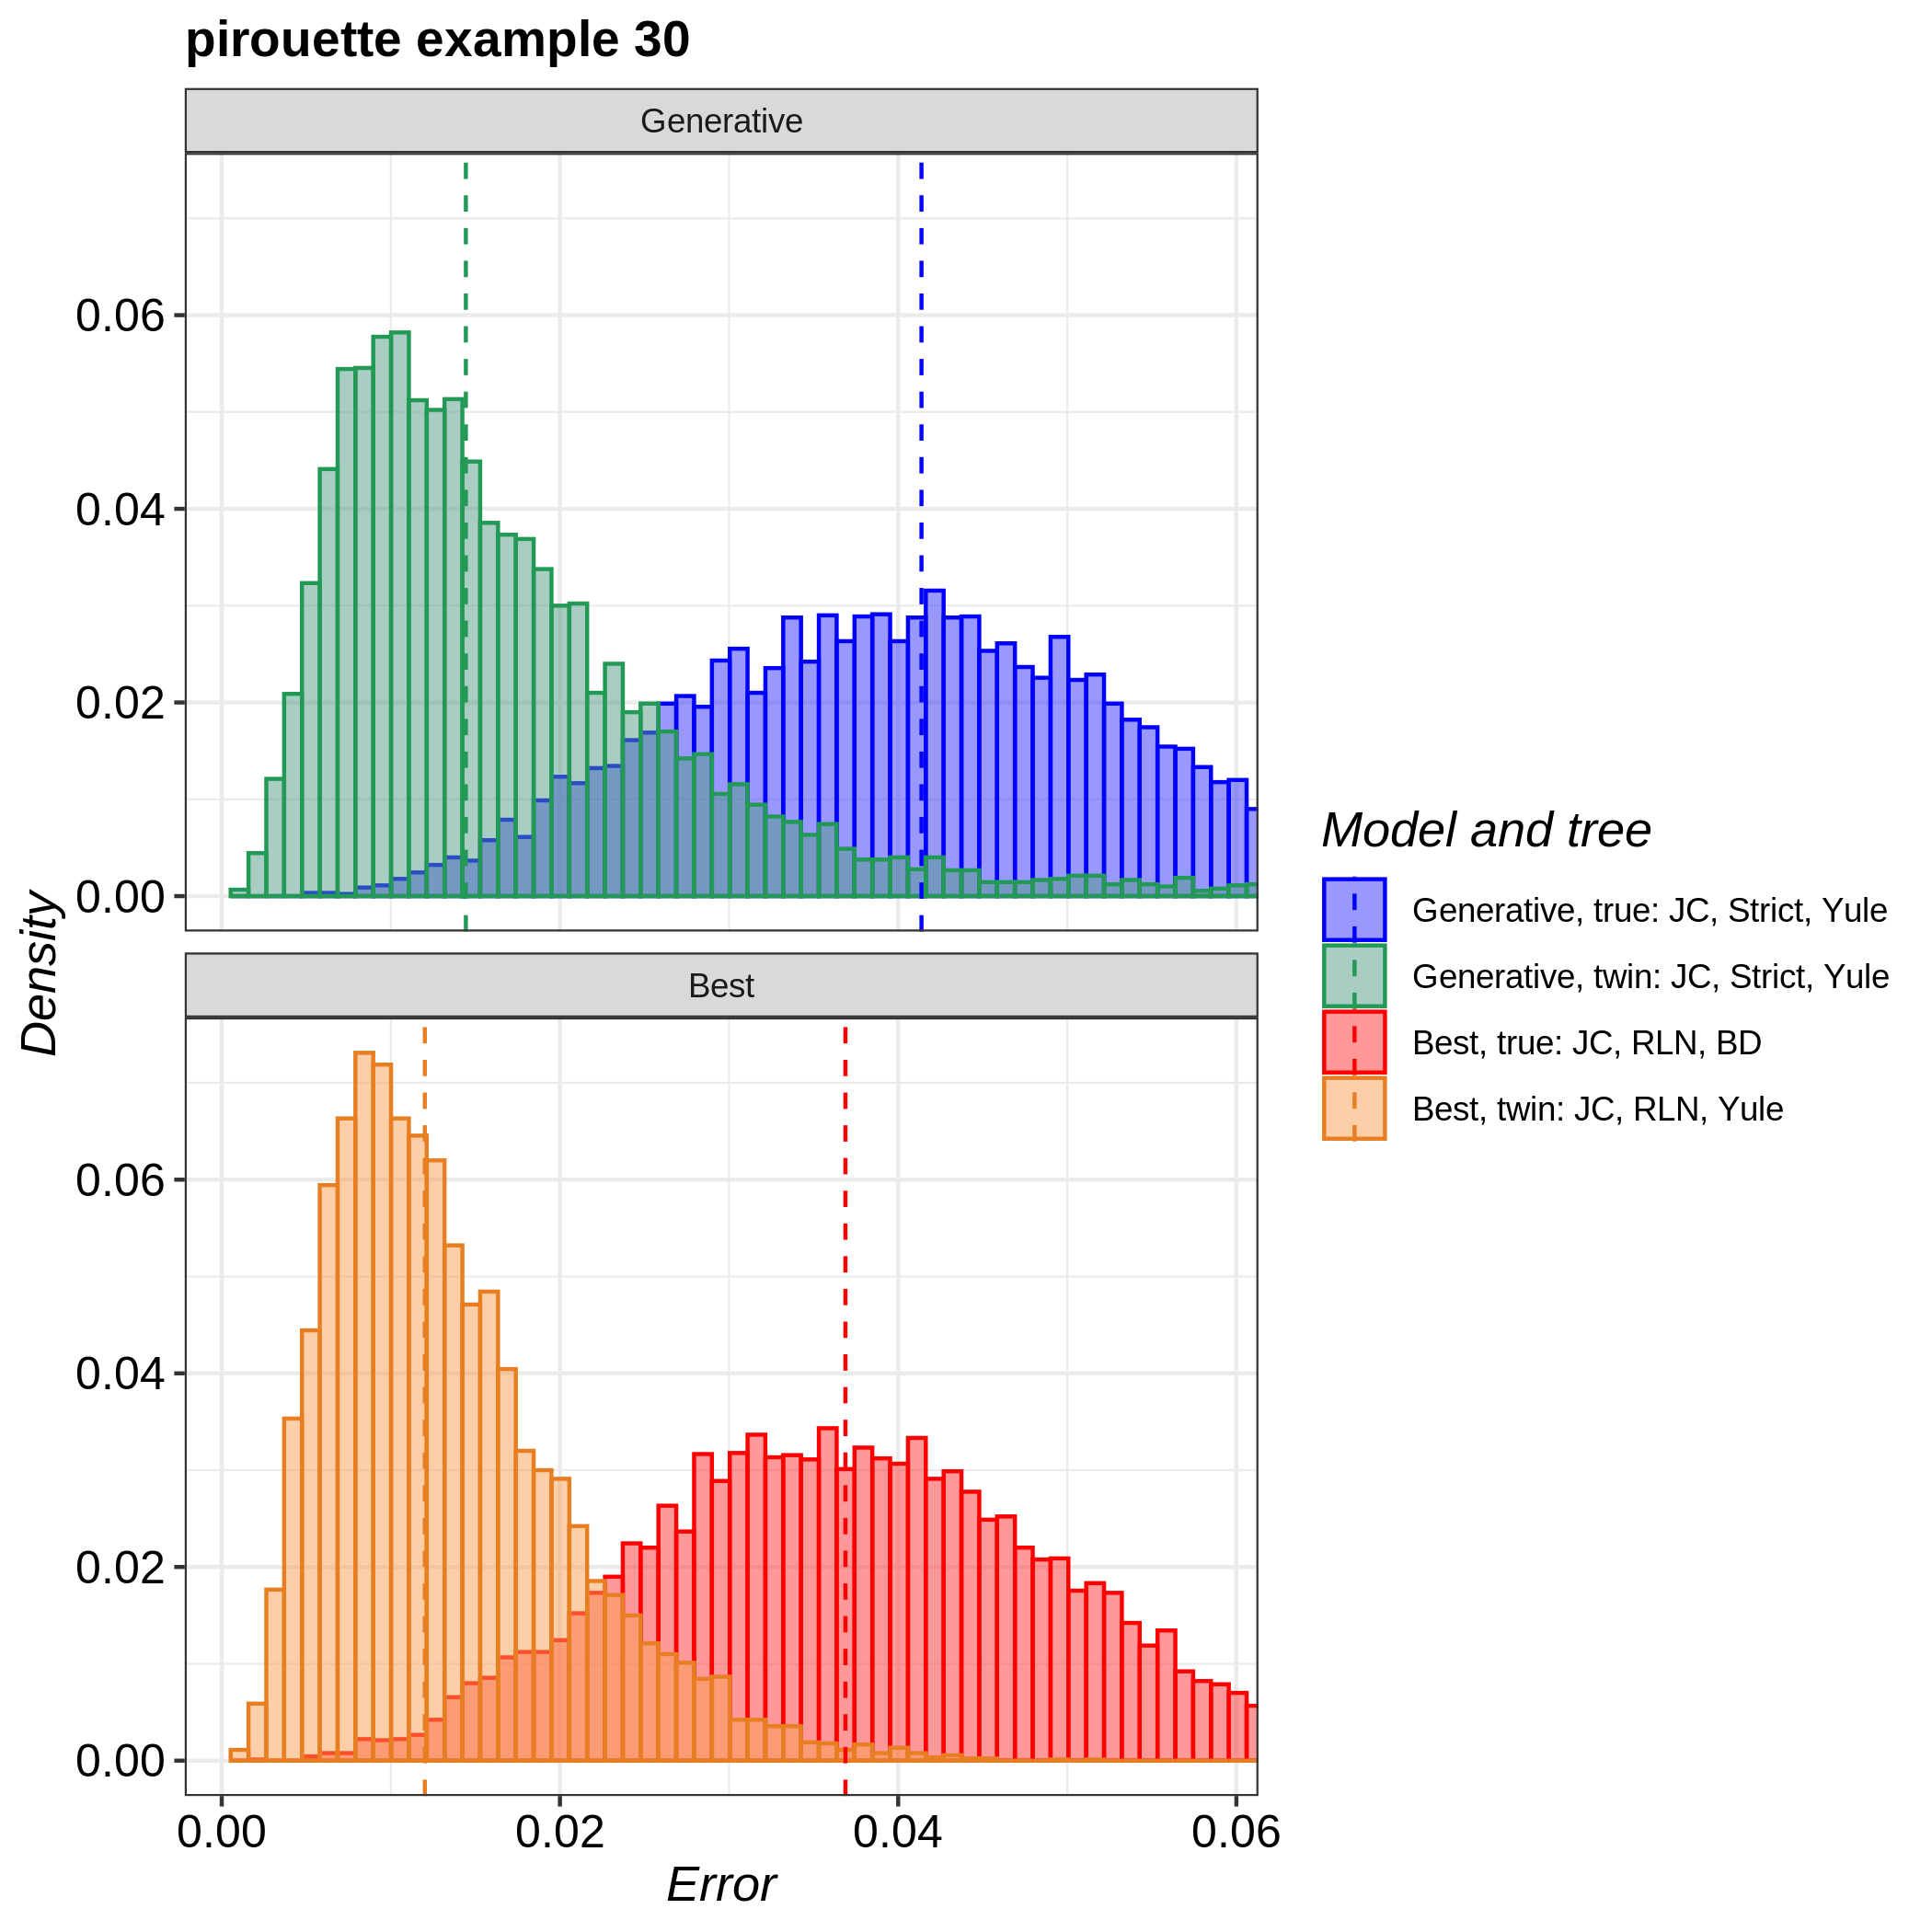 pirouette example 30
Generative
0.06
0.04
0.02
0.00
Density
Best
0.06
0.04
0.02
0.00
0.00 0.02 0.04 0.06
Error
Model and tree
Generative, true: JC, Strict, Yule
Generative, twin: JC, Strict, Yule
Best, true: JC, RLN, BD
Best, twin: JC, RLN, Yule